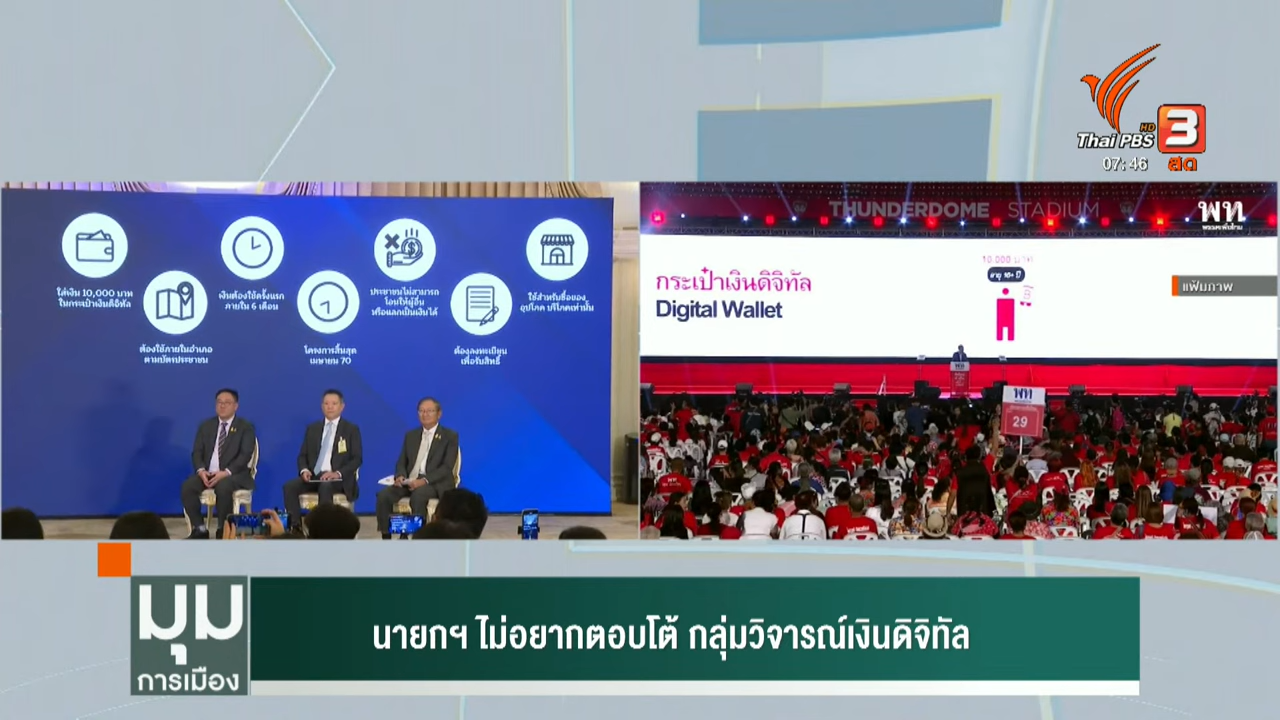 Thai PBS
HD
3
07:46
สด
ใส่เงิน 10,000 บาท
ในกระเป๋าเงินดิจิทัล
ต้องใช้ภายในอำเภอ
ตามบัตรประชาชน
เงินต้องใช้ครั้งแรก
ภายใน 6 เดือน
โครงการสิ้นสุด
เมษายน 70
ประชาชนไม่สามารถ
โอนให้ผู้อื่น
หรือแลกเป็นเงินได้
ต้องลงทะเบียน
เพื่อรับสิทธิ์
ใช้สำหรับซื้อของ
อุปโภค บริโภคเท่านั้น
THUNDERDOME STADIUM
พท
พรรคเพื่อไทย
กระเป๋าเงินดิจิทัล
Digital Wallet
10,000 บาท
อายุ 16+ ปี
แฟ้มภาพ
พท
29
มุม
การเมือง
นายกฯ ไม่อยากตอบโต้ กลุ่มวิจารณ์เงินดิจิทัล